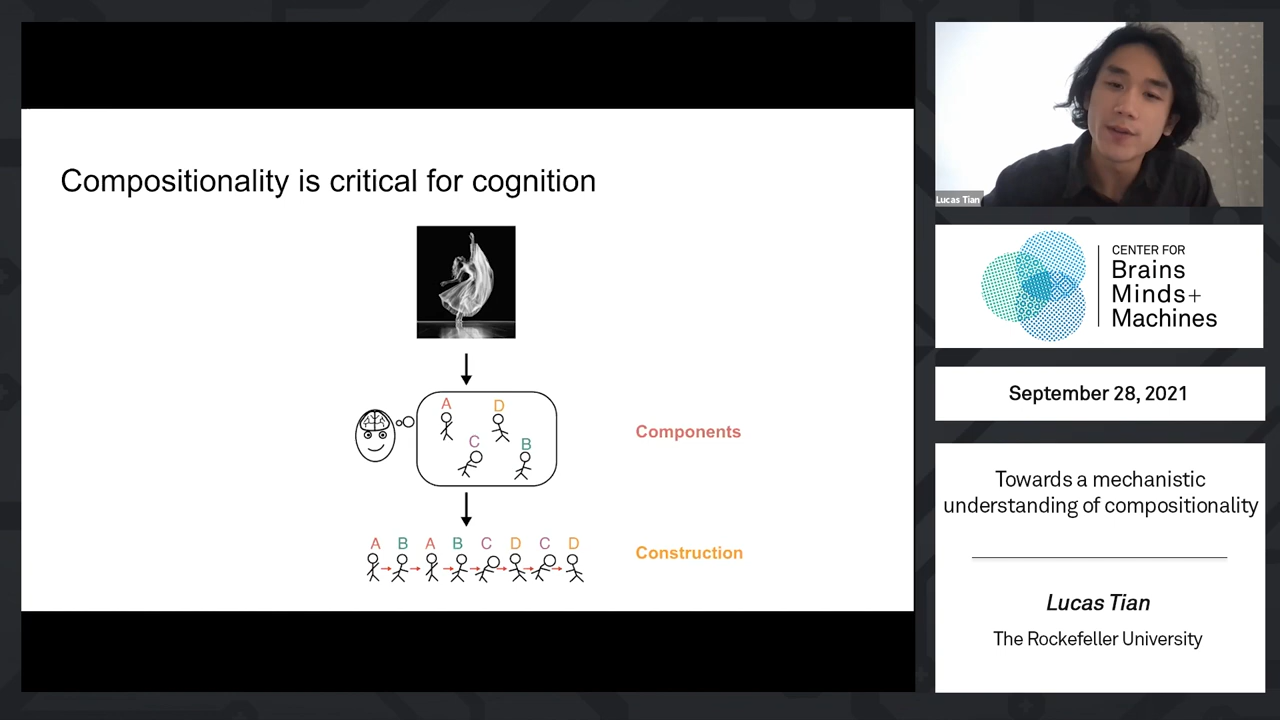 Compositionality is critical for cognition
A
D
C
B
Components
A B A B C D C D
Construction
Lucas Tian
CENTER FOR
Brains
Minds+
Machines
September 28, 2021
Towards a mechanistic
understanding of compositionality
Lucas Tian
The Rockefeller University